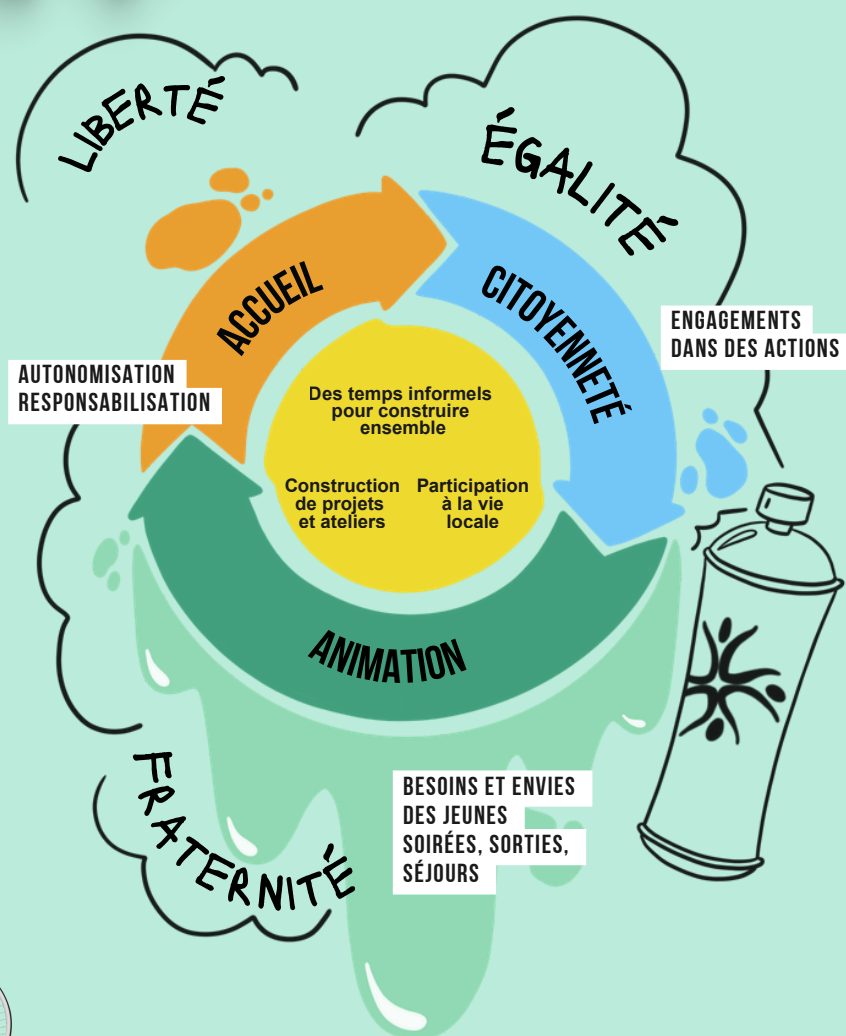 LIBERTÉ
ÉGALITÉ
ACCUEIL
CITOYENNETÉ
ENGAGEMENTS
DANS DES ACTIONS
AUTONOMISATION
RESPONSABILISATION
Des temps informels
pour construire
ensemble
Construction
de projets
et ateliers
Participation
à la vie
locale
ANIMATION
FRATERNITÉ
BESOINS ET ENVIES
DES JEUNES
SOIRÉES, SORTIES,
SÉJOURS